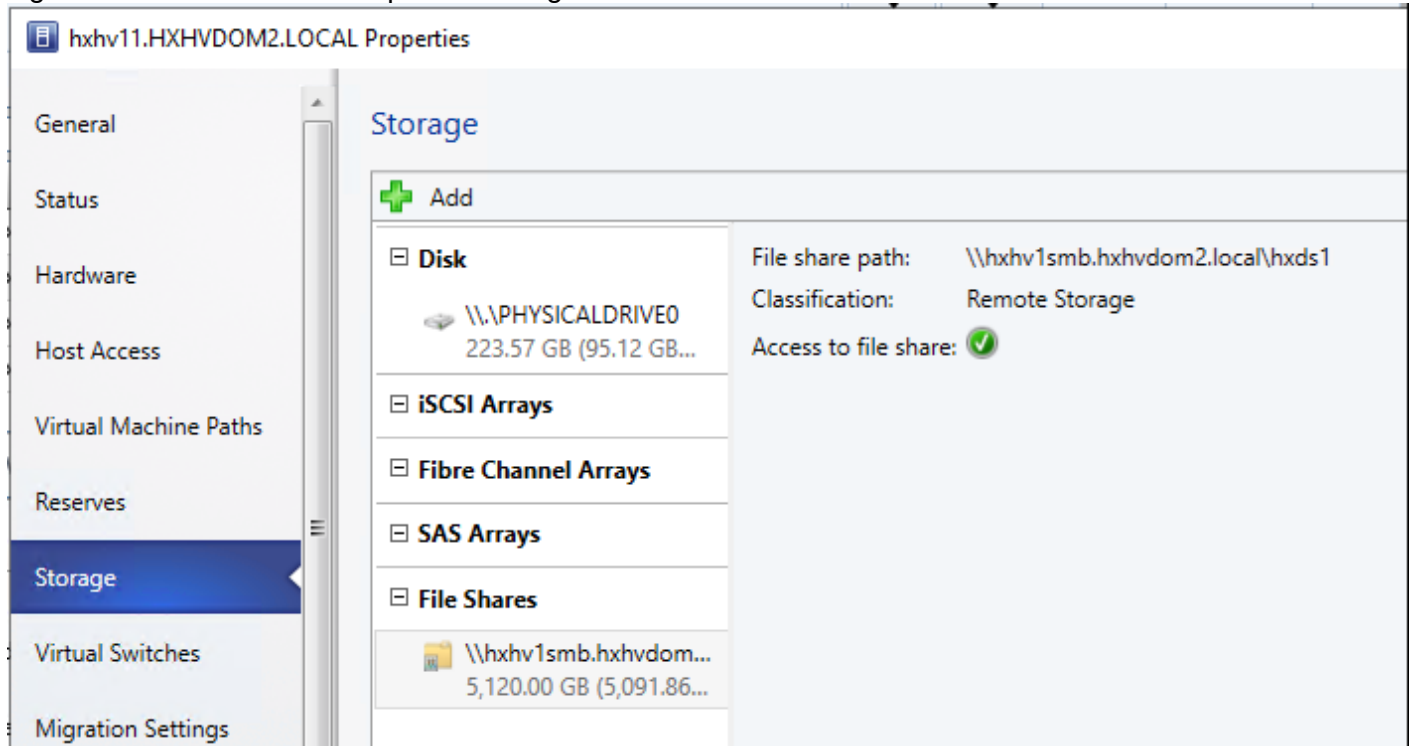 hxhv11.HXHVDOM2.LOCAL Properties
General
Status
Hardware
Host Access
Virtual Machine Paths
Reserves
Storage
Virtual Switches
Migration Settings
Storage
Add
Disk
\\.\PHYSICALDRIVE0
223.57 GB (95.12 GB...
iSCSI Arrays
Fibre Channel Arrays
SAS Arrays
File Shares
\\hxhv1smb.hxhvdom...
5,120.00 GB (5,091.86...
File share path: \\hxhv1smb.hxhvdom2.local\hxds1
Classification: Remote Storage
Access to file share: